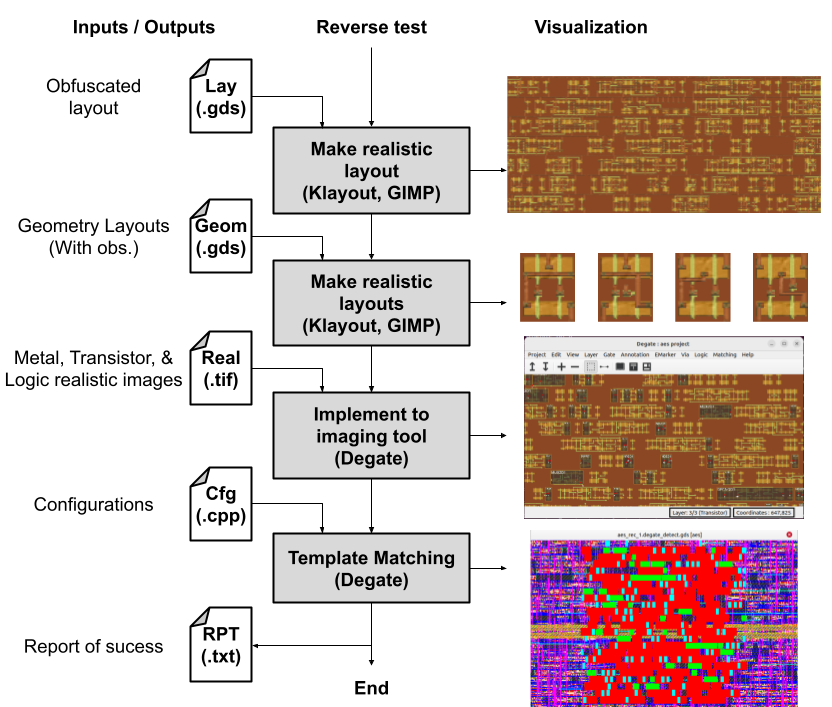 Inputs / Outputs
Reverse test
Visualization
Obfuscated
layout
Lay
(.gds)
Make realistic
layout
(Klayout, GIMP)
Geometry Layouts
(With obs.)
Geom
(.gds)
Make realistic
layouts
(Klayout, GIMP)
Metal, Transistor, &
Logic realistic images
Real
(.tif)
Implement to
imaging tool
(Degate)
Degate : aes project
Project Edit View Layer Gate Annotation EMarker Via Logic Matching Help
Layer: 3/3 (Transistor) Coordinates : 647,825
Configurations
Cfg
(.cpp)
Template Matching
(Degate)
aes_rec_1.degate_detect.gds [aes]
Report of sucess
RPT
(.txt)
End